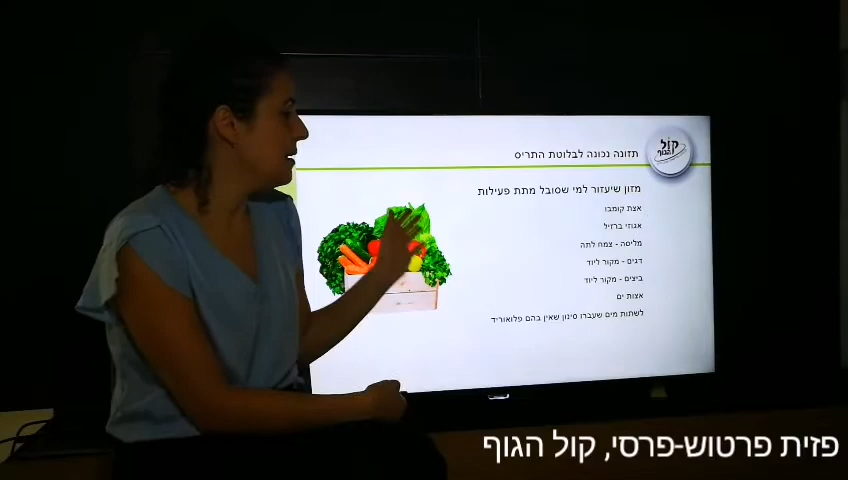 קול
הגוף
תזונה נכונה לבלוטת התריס
מזון שיעזור למי שסובל מתת פעילות
אצת קומבו
אגוזי ברזיל
מליסה - צמח לתה
דגים - מקור ליוד
ביצים - מקור ליוד
אצות ים
לשתות מים שעברו סינון שאין בהם פלואוריד
פזית פרטוש-פרסי, קול הגוף